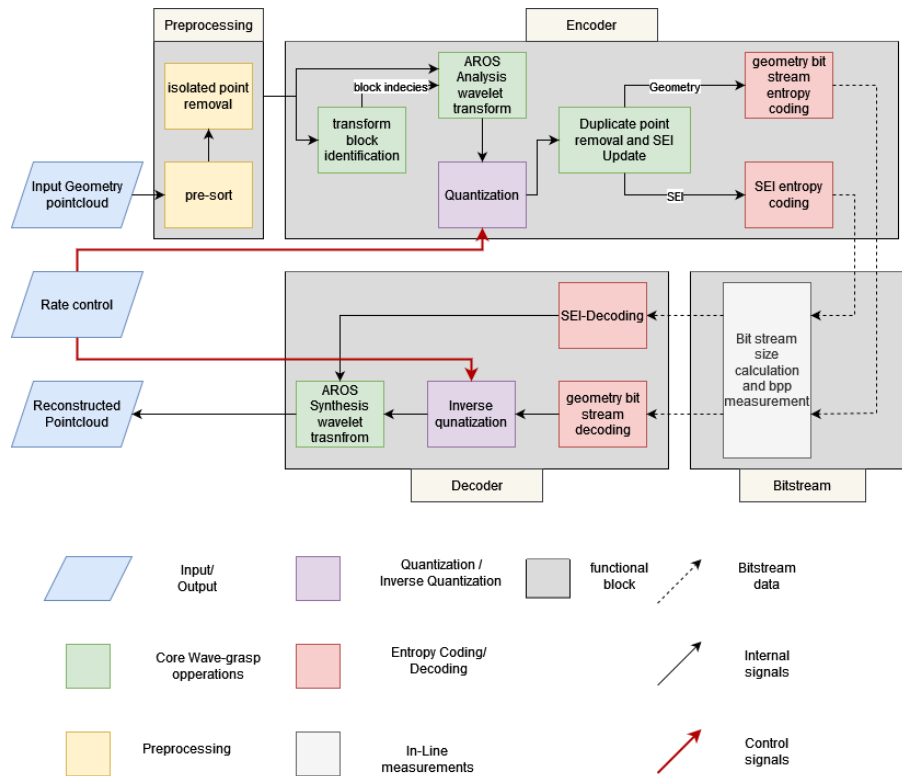 Preprocessing
Encoder
isolated point
removal
pre-sort
Input Geometry
pointcloud
block indecies
transform
block
identification
AROS
Analysis
wavelet
transform
Quantization
Duplicate point
removal and SEI
Update
Geometry
SEI
geometry bit
stream
entropy
coding
SEI entropy
coding
Rate control
Reconstructed
Pointcloud
SEI-Decoding
AROS
Synthesis
wavelet
trasnfrom
Inverse
qunatization
geometry bit
stream
decoding
Bit stream
size
calculation
and bpp
measurement
Decoder
Bitstream
Input/
Output
Quantization /
Inverse Quantization
functional
block
Bitstream
data
Core Wave-grasp
opperations
Entropy Coding/
Decoding
Internal
signals
Preprocessing
In-Line
measurements
Control
signals